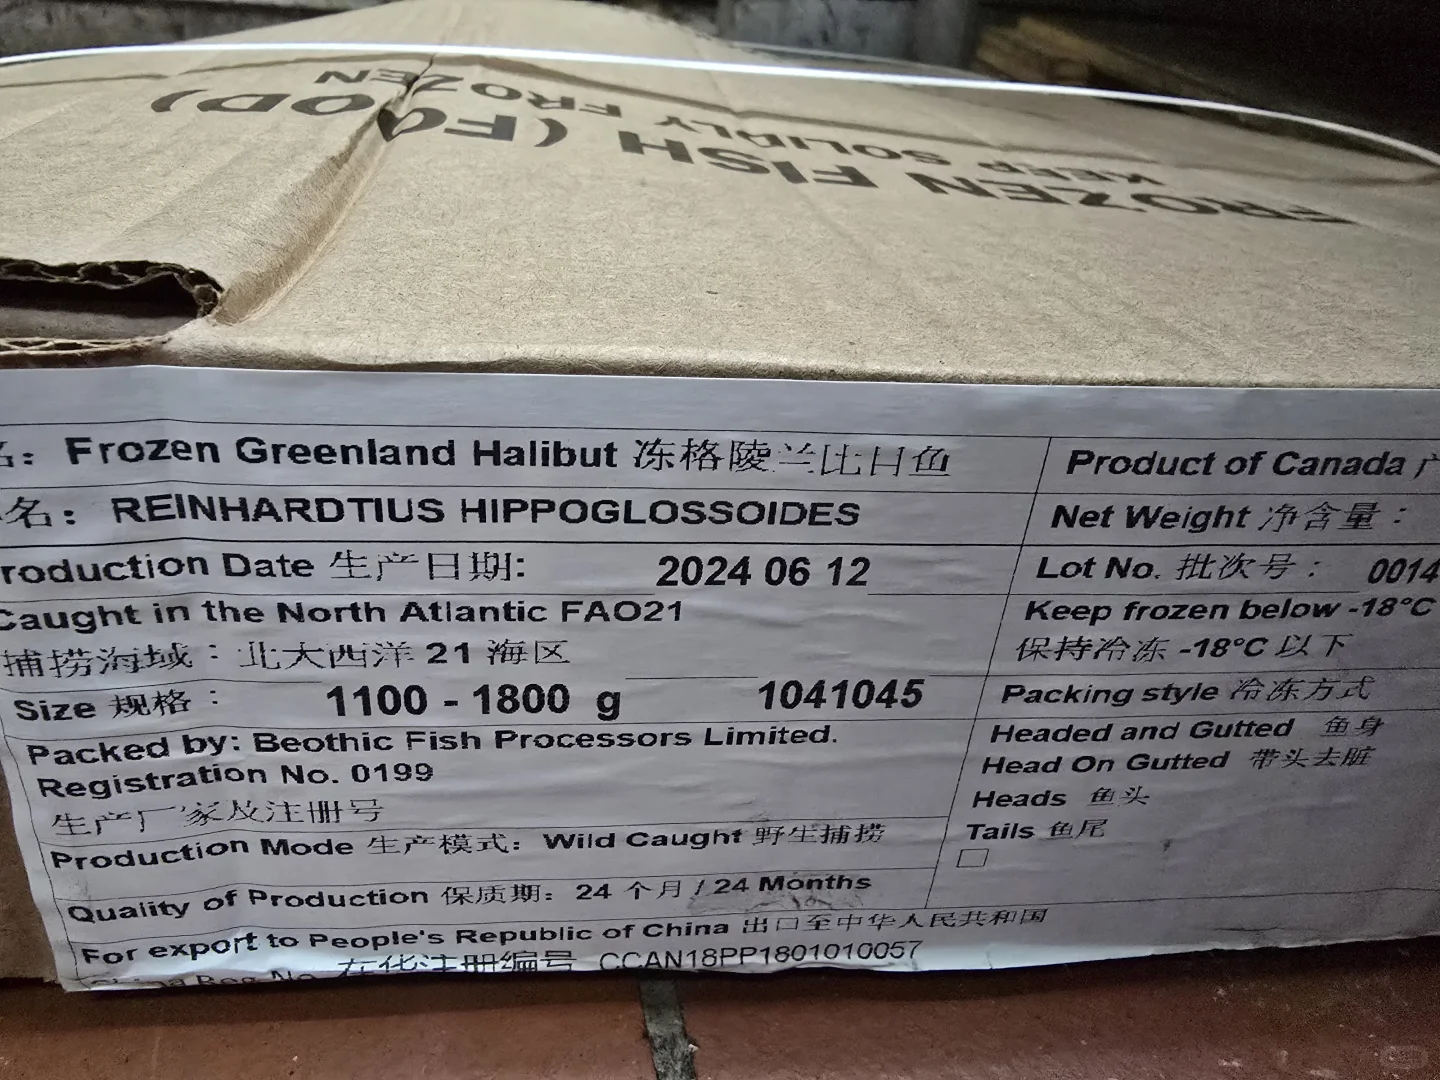 FROZEN FISH (FOOD)
KEEP SOLIDLY FROZEN
名: Frozen Greenland Halibut 冻格陵兰比目鱼
名: REINHARDTIUS HIPPOGLOSSOIDES
roduction Date 生产日期: 2024 06 12
Caught in the North Atlantic FAO21
捕捞海域: 北大西洋 21 海区
Size 规格: 1100 - 1800 g 1041045
Packed by: Beothic Fish Processors Limited.
Registration No. 0199
生产厂家及注册号
Production Mode 生产模式: Wild Caught 野生捕捞
Quality of Production 保质期: 24 个月 / 24 Months
For export to People's Republic of China 出口至中华人民共和国
China Reg No 在华注册编号 CCAN18PP1801010057
Product of Canada
Net Weight 净含量:
Lot No. 批次号: 0014
Keep frozen below -18°C
保持冷冻 -18°C 以下
Packing style 冷冻方式
Headed and Gutted 鱼身
Head On Gutted 带头去脏
Heads 鱼头
Tails 鱼尾